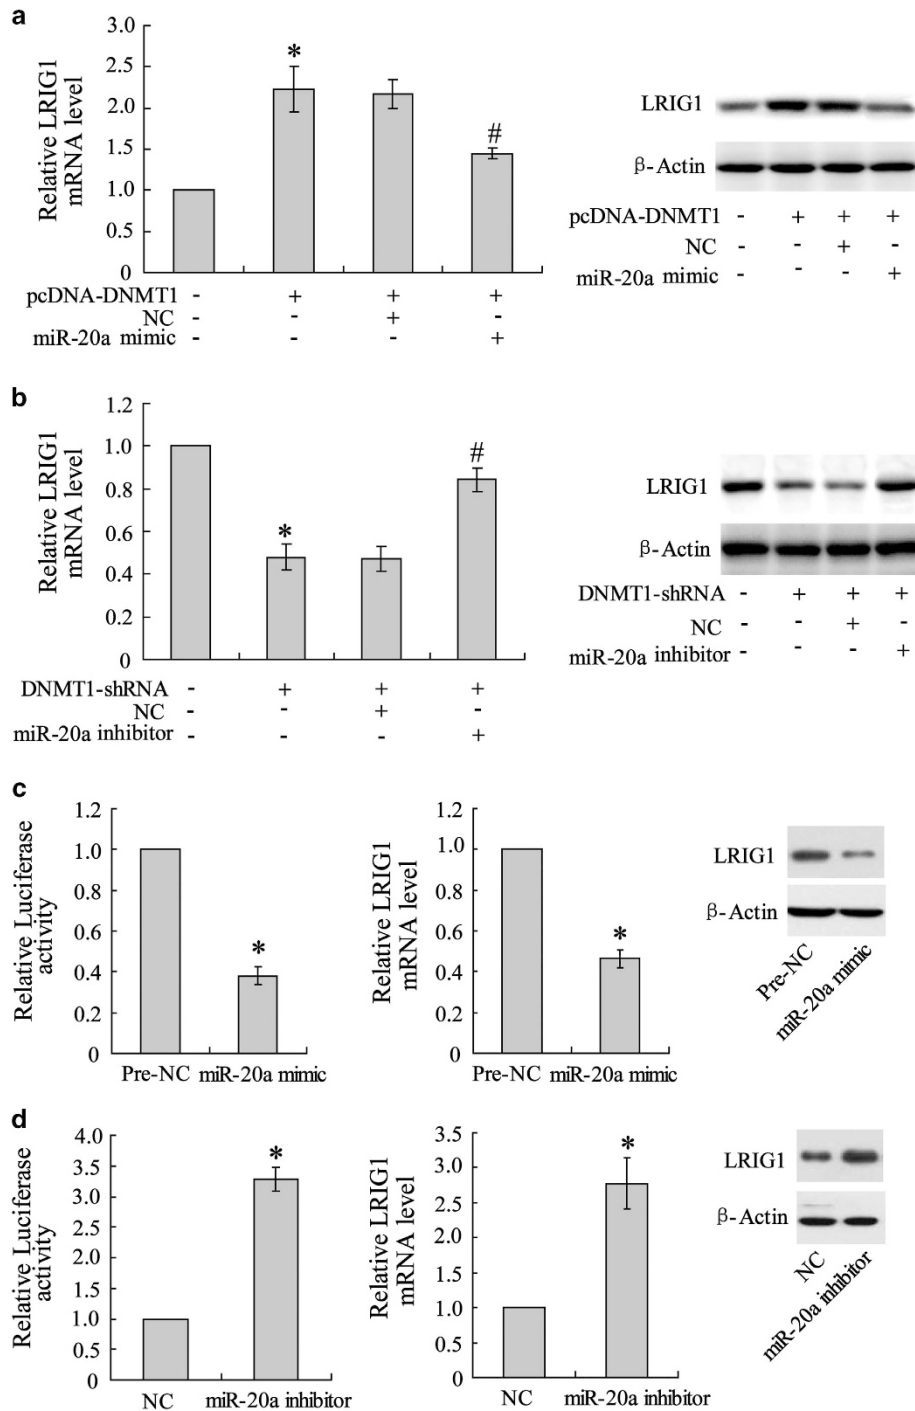 a
Relative LRIG1
mRNA level
3.0
2.5
2.0
1.5
1.0
0.5
0
*
#
pcDNA-DNMT1 - + + +
NC - - + -
miR-20a mimic - - - +
LRIG1
β-Actin
pcDNA-DNMT1 - + + +
NC - - + -
miR-20a mimic - - - +
b
Relative LRIG1
mRNA level
1.2
1.0
0.8
0.6
0.4
0.2
0
*
#
DNMT1-shRNA - + + +
NC - - + -
miR-20a inhibitor - - - +
LRIG1
β-Actin
DNMT1-shRNA - + + +
NC - - + -
miR-20a inhibitor - - - +
c
Relative Luciferase
activity
1.2
1.0
0.8
0.6
0.4
0.2
0
*
Pre-NC miR-20a mimic
Relative LRIG1
mRNA level
1.2
1.0
0.8
0.6
0.4
0.2
0
*
Pre-NC miR-20a mimic
LRIG1
β-Actin
Pre-NC
miR-20a mimic
d
Relative Luciferase
activity
4.0
3.5
3.0
2.5
2.0
1.5
1.0
0.5
0
*
NC miR-20a inhibitor
Relative LRIG1
mRNA level
3.5
3.0
2.5
2.0
1.5
1.0
0.5
0
*
NC miR-20a inhibitor
LRIG1
β-Actin
NC
miR-20a inhibitor